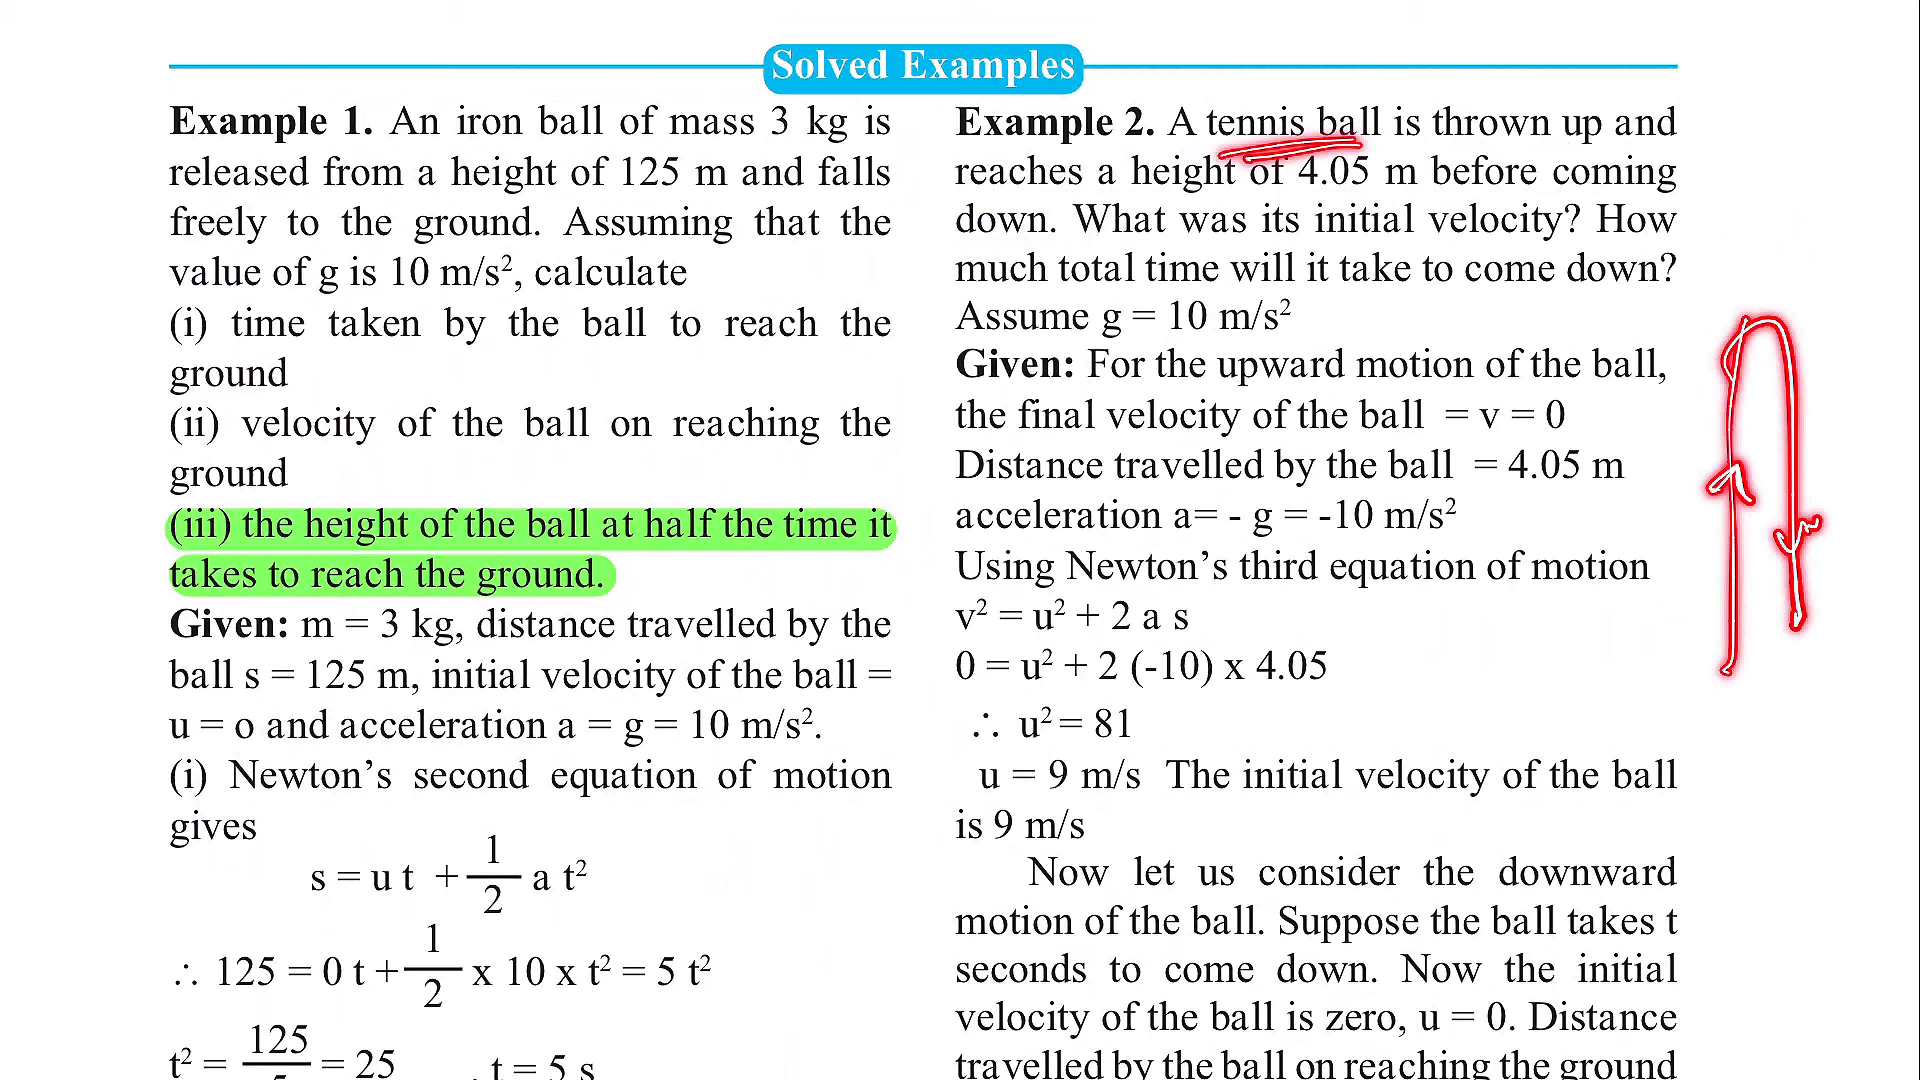 Solved Examples
Example 1. An iron ball of mass 3 kg is
released from a height of 125 m and falls
freely to the ground. Assuming that the
value of g is 10 m/s², calculate
(i) time taken by the ball to reach the
ground
(ii) velocity of the ball on reaching the
ground
(iii) the height of the ball at half the time it
takes to reach the ground.
Given: m = 3 kg, distance travelled by the
ball s = 125 m, initial velocity of the ball =
u = o and acceleration a = g = 10 m/s².
(i) Newton’s second equation of motion
gives
s = u t + 1/2 a t²
∴ 125 = 0 t + 1/2 x 10 x t² = 5 t²
t² = 125/5 = 25 , t = 5 s
Example 2. A tennis ball is thrown up and
reaches a height of 4.05 m before coming
down. What was its initial velocity? How
much total time will it take to come down?
Assume g = 10 m/s²
Given: For the upward motion of the ball,
the final velocity of the ball = v = 0
Distance travelled by the ball = 4.05 m
acceleration a= - g = -10 m/s²
Using Newton’s third equation of motion
v² = u² + 2 a s
0 = u² + 2 (-10) x 4.05
∴ u² = 81
u = 9 m/s The initial velocity of the ball
is 9 m/s
Now let us consider the downward
motion of the ball. Suppose the ball takes t
seconds to come down. Now the initial
velocity of the ball is zero, u = 0. Distance
travelled by the ball on reaching the ground